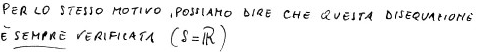 PER LO STESSO MOTIVO, POSSIAMO DIRE CHE QUESTA DISEQUAZIONE
È SEMPRE VERIFICATA (S=ℝ)